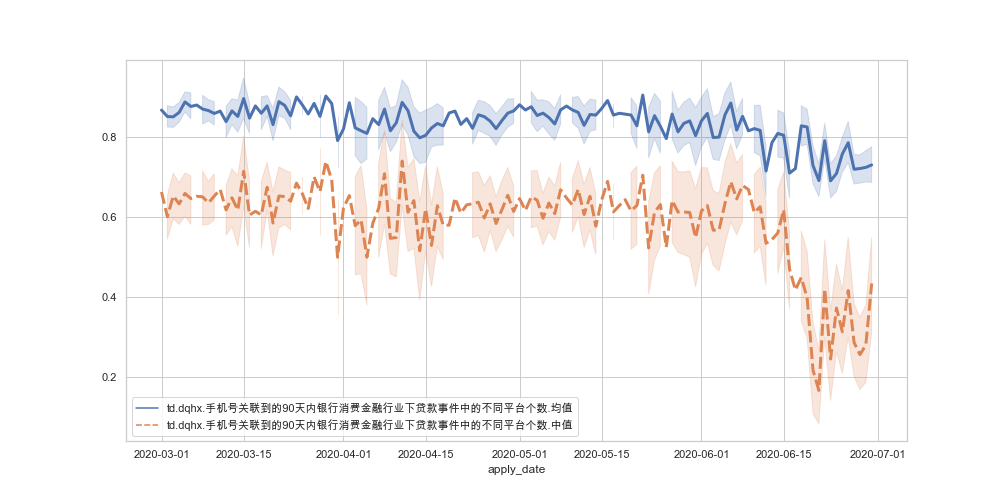 0.8
0.6
0.4
0.2
td.dqhx.手机号关联到的90天内银行消费金融行业下贷款事件中的不同平台个数.均值
td.dqhx.手机号关联到的90天内银行消费金融行业下贷款事件中的不同平台个数.中值
2020-03-01 2020-03-15 2020-04-01 2020-04-15 2020-05-01 2020-05-15 2020-06-01 2020-06-15 2020-07-01
apply_date